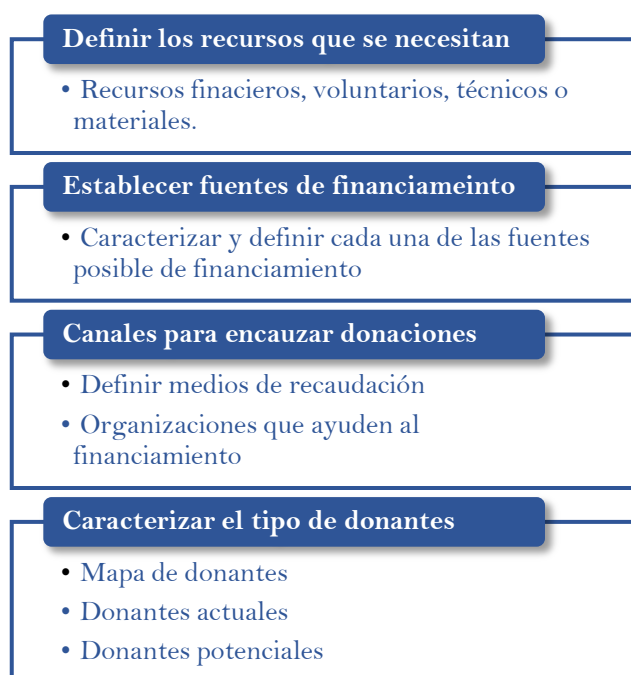 Definir los recursos que se necesitan
• Recursos finacieros, voluntarios, técnicos o
materiales.
Establecer fuentes de financiameinto
• Caracterizar y definir cada una de las fuentes
posible de financiamiento
Canales para encauzar donaciones
• Definir medios de recaudación
• Organizaciones que ayuden al
financiamiento
Caracterizar el tipo de donantes
• Mapa de donantes
• Donantes actuales
• Donantes potenciales